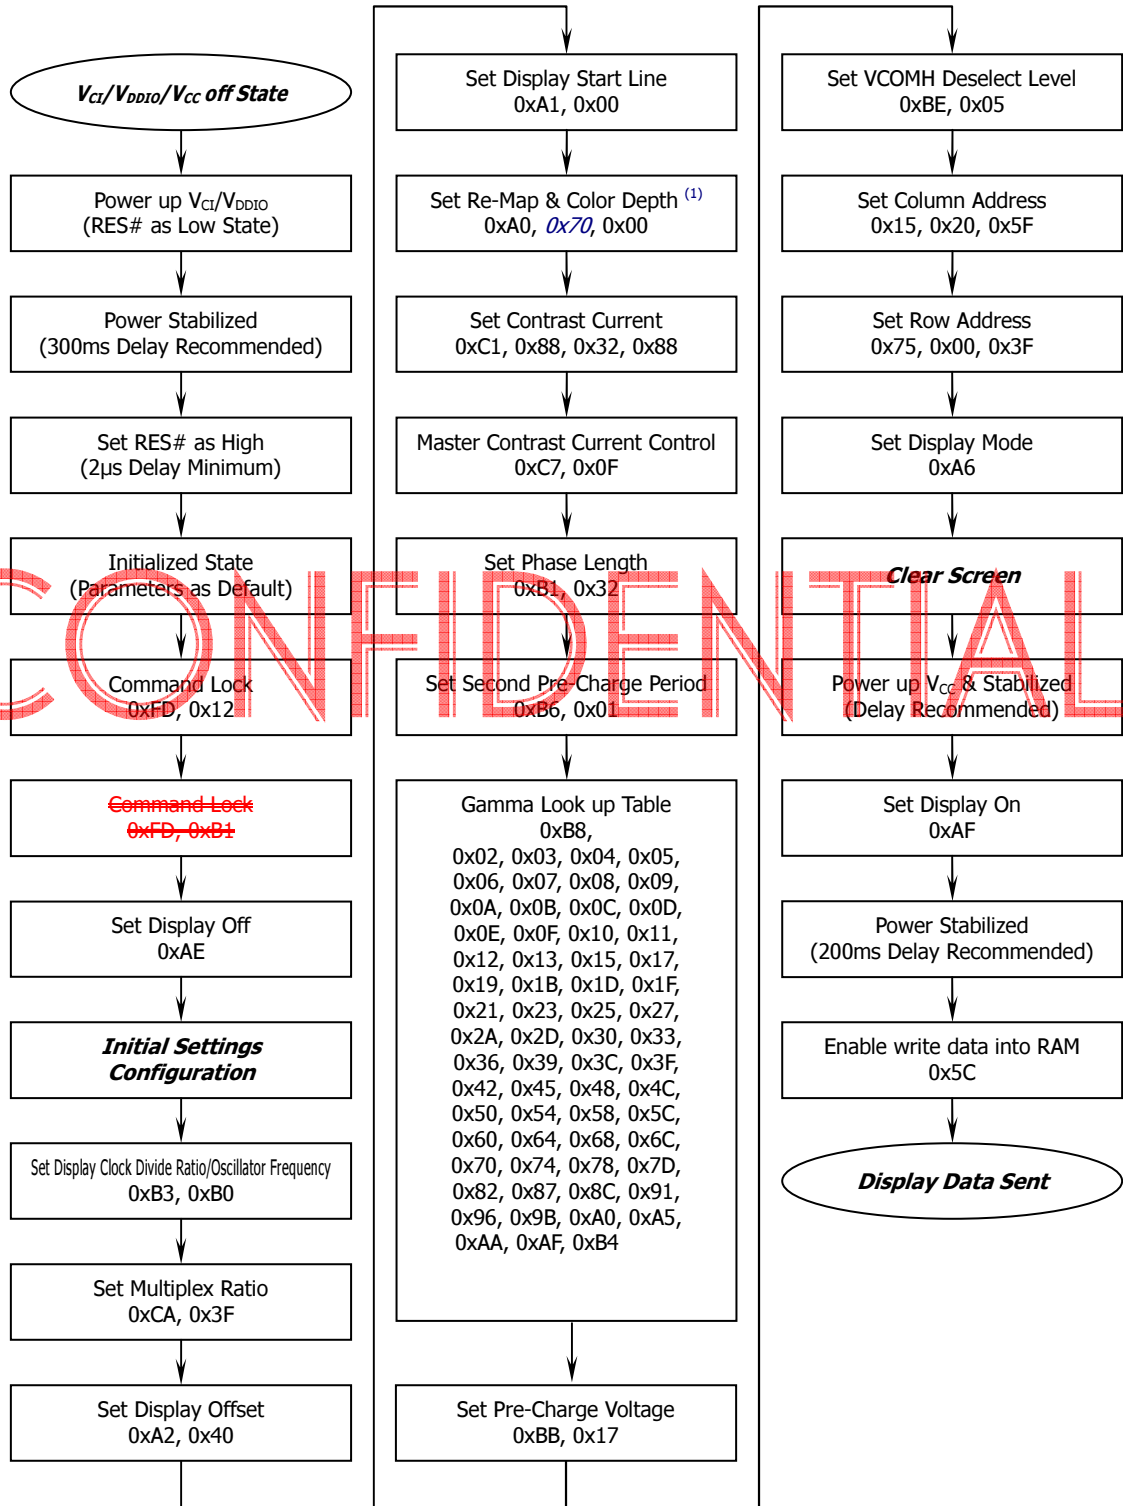 V_CI/V_DDIO/V_CC off State
Power up V_CI/V_DDIO
(RES# as Low State)
Power Stabilized
(300ms Delay Recommended)
Set RES# as High
(2μs Delay Minimum)
Initialized State
(Parameters as Default)
Command Lock
0xFD, 0x12
Command Lock
0xFD, 0xB1
Set Display Off
0xAE
Initial Settings
Configuration
Set Display Clock Divide Ratio/Oscillator Frequency
0xB3, 0xB0
Set Multiplex Ratio
0xCA, 0x3F
Set Display Offset
0xA2, 0x40
Set Display Start Line
0xA1, 0x00
Set Re-Map & Color Depth (1)
0xA0, 0x70, 0x00
Set Contrast Current
0xC1, 0x88, 0x32, 0x88
Master Contrast Current Control
0xC7, 0x0F
Set Phase Length
0xB1, 0x32
Set Second Pre-Charge Period
0xB6, 0x01
Gamma Look up Table
0xB8,
0x02, 0x03, 0x04, 0x05,
0x06, 0x07, 0x08, 0x09,
0x0A, 0x0B, 0x0C, 0x0D,
0x0E, 0x0F, 0x10, 0x11,
0x12, 0x13, 0x15, 0x17,
0x19, 0x1B, 0x1D, 0x1F,
0x21, 0x23, 0x25, 0x27,
0x2A, 0x2D, 0x30, 0x33,
0x36, 0x39, 0x3C, 0x3F,
0x42, 0x45, 0x48, 0x4C,
0x50, 0x54, 0x58, 0x5C,
0x60, 0x64, 0x68, 0x6C,
0x70, 0x74, 0x78, 0x7D,
0x82, 0x87, 0x8C, 0x91,
0x96, 0x9B, 0xA0, 0xA5,
0xAA, 0xAF, 0xB4
Set Pre-Charge Voltage
0xBB, 0x17
Set VCOMH Deselect Level
0xBE, 0x05
Set Column Address
0x15, 0x20, 0x5F
Set Row Address
0x75, 0x00, 0x3F
Set Display Mode
0xA6
Clear Screen
Power up V_CC & Stabilized
(Delay Recommended)
Set Display On
0xAF
Power Stabilized
(200ms Delay Recommended)
Enable write data into RAM
0x5C
Display Data Sent
CONFIDENTIAL